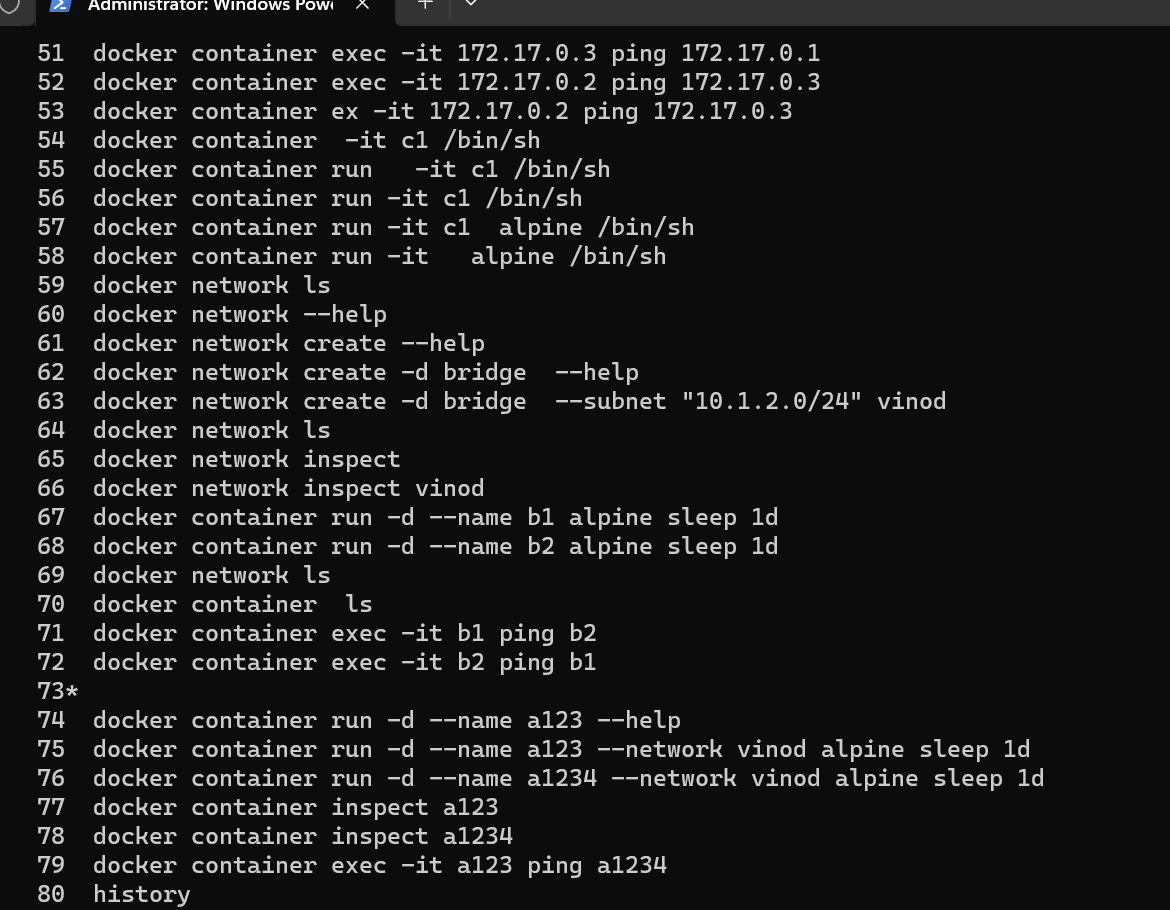 Administrator: Windows Pow
51 docker container exec -it 172.17.0.3 ping 172.17.0.1
52 docker container exec -it 172.17.0.2 ping 172.17.0.3
53 docker container ex -it 172.17.0.2 ping 172.17.0.3
54 docker container  -it c1 /bin/sh
55 docker container run   -it c1 /bin/sh
56 docker container run -it c1 /bin/sh
57 docker container run -it c1  alpine /bin/sh
58 docker container run -it   alpine /bin/sh
59 docker network ls
60 docker network --help
61 docker network create --help
62 docker network create -d bridge  --help
63 docker network create -d bridge  --subnet "10.1.2.0/24" vinod
64 docker network ls
65 docker network inspect
66 docker network inspect vinod
67 docker container run -d --name b1 alpine sleep 1d
68 docker container run -d --name b2 alpine sleep 1d
69 docker network ls
70 docker container  ls
71 docker container exec -it b1 ping b2
72 docker container exec -it b2 ping b1
73*
74 docker container run -d --name a123 --help
75 docker container run -d --name a123 --network vinod alpine sleep 1d
76 docker container run -d --name a1234 --network vinod alpine sleep 1d
77 docker container inspect a123
78 docker container inspect a1234
79 docker container exec -it a123 ping a1234
80 history